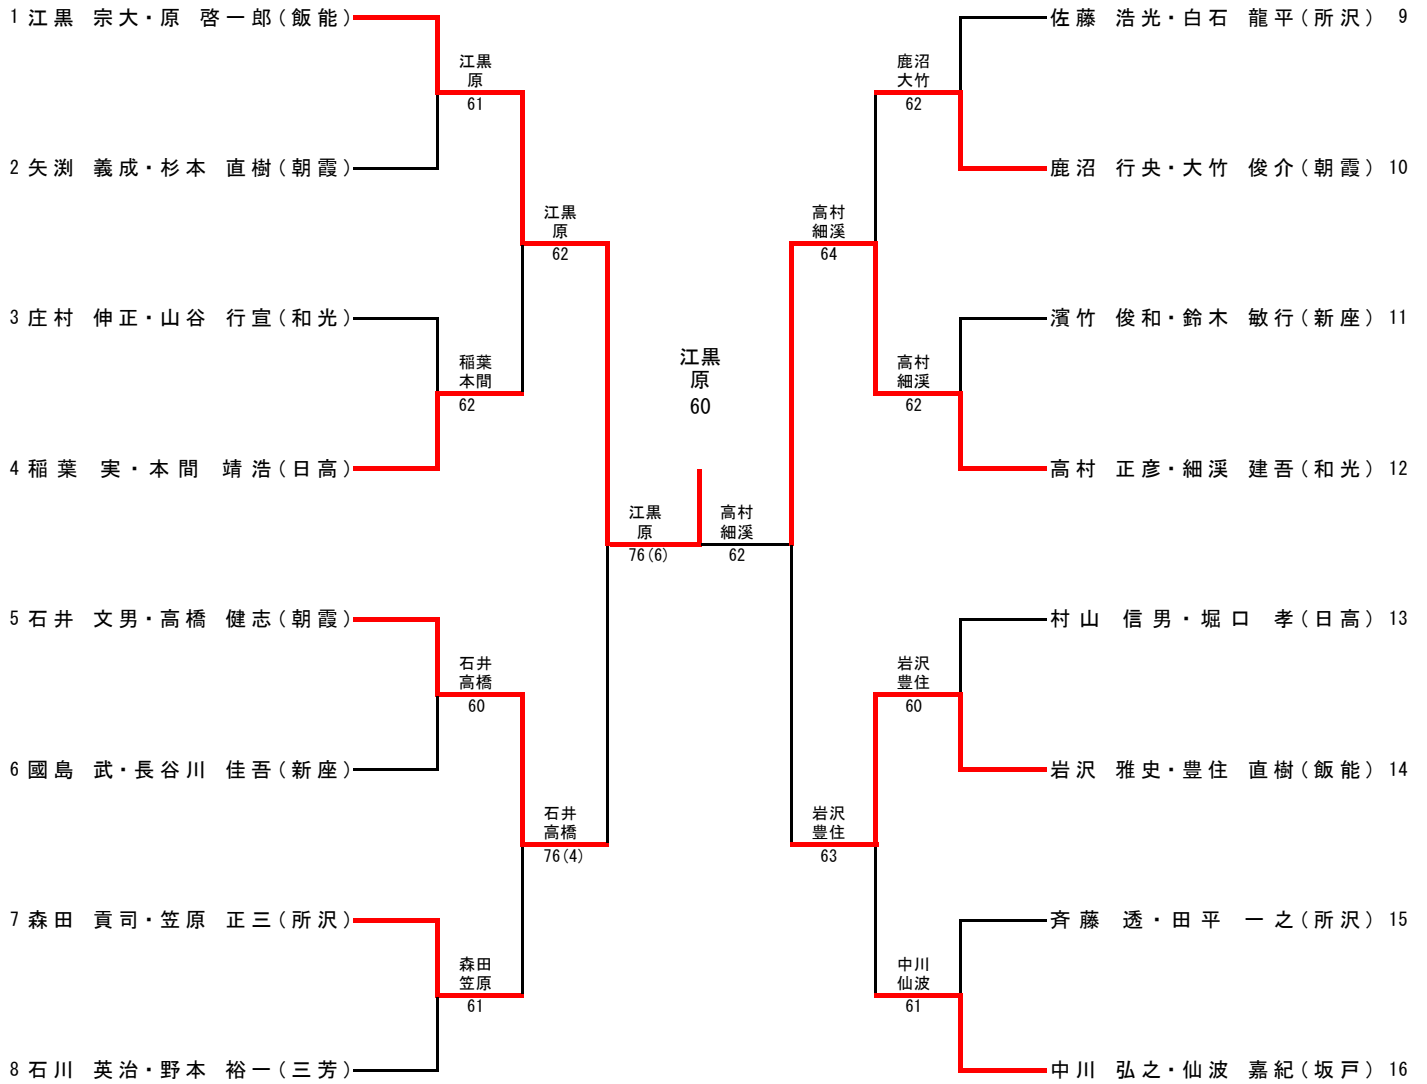 1 江黒 宗大・原 啓一郎(飯能)
江黒
原
61
2 矢渕 義成・杉本 直樹(朝霞)
江黒
原
62
3 庄村 伸正・山谷 行宣(和光)
稲葉
本間
62
4 稲葉 実・本間 靖浩(日高)
江黒
原
76(6)
5 石井 文男・高橋 健志(朝霞)
石井
高橋
60
6 國島 武・長谷川 佳吾(新座)
石井
高橋
76(4)
7 森田 貢司・笠原 正三(所沢)
森田
笠原
61
8 石川 英治・野本 裕一(三芳)
江黒
原
60
佐藤 浩光・白石 龍平(所沢) 9
鹿沼
大竹
62
鹿沼 行央・大竹 俊介(朝霞) 10
高村
細溪
64
濱竹 俊和・鈴木 敏行(新座) 11
高村
細溪
62
高村 正彦・細溪 建吾(和光) 12
高村
細溪
62
村山 信男・堀口 孝(日高) 13
岩沢
豊住
60
岩沢 雅史・豊住 直樹(飯能) 14
岩沢
豊住
63
斉藤 透・田平 一之(所沢) 15
中川
仙波
61
中川 弘之・仙波 嘉紀(坂戸) 16